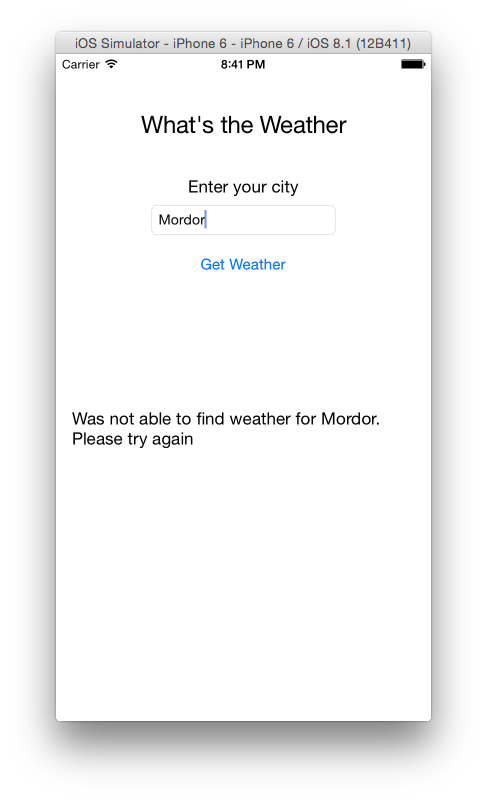 iOS Simulator - iPhone 6 - iPhone 6 / iOS 8.1 (12B411)
Carrier 8:41 PM
What's the Weather
Enter your city
Mordor
Get Weather
Was not able to find weather for Mordor.
Please try again